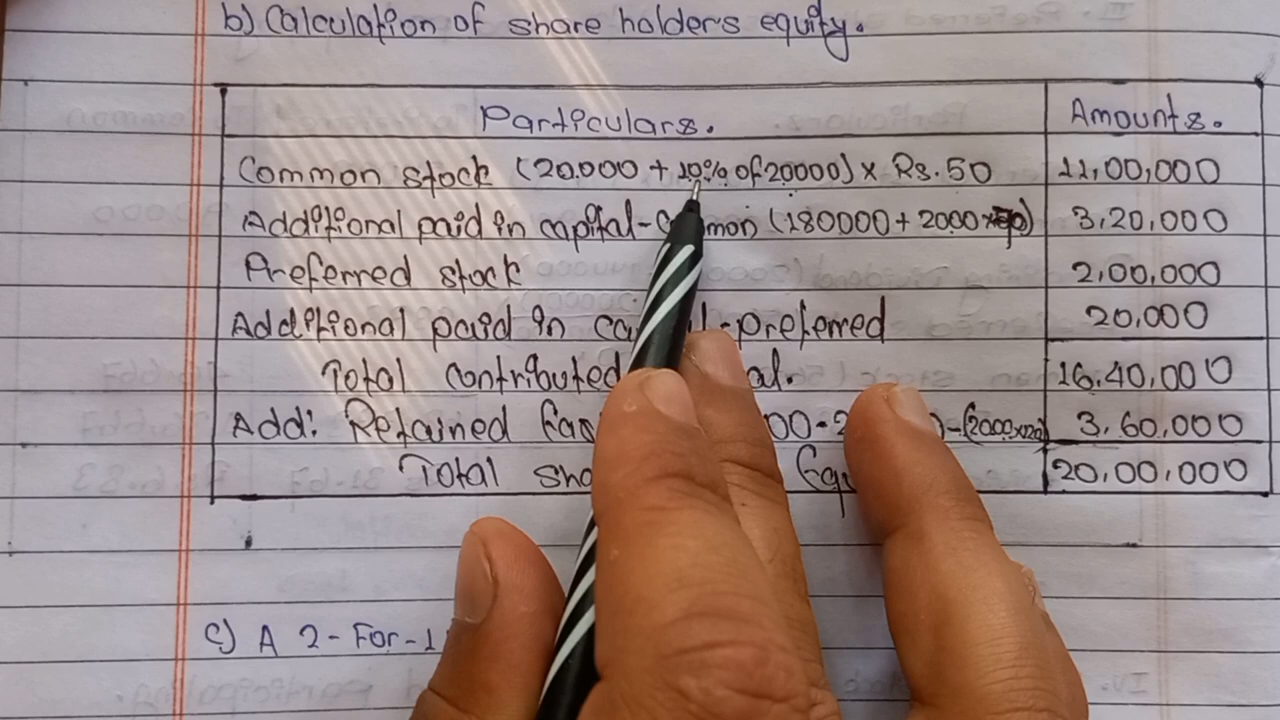 b) Calculation of share holders equity.
Particulars. Amounts.
Common stock (20.000 + 10% of 20000) x Rs. 50 11,00,000
Additional paid in capital- (180000 + 2000 3,20,000
Preferred stock 2,00,000
Additional paid in -preferred 20,000
Total contributed 16,40,000
Add: Retained -(2000x120) 3,60,000
Total 20,00,000
c) A 2-For-1